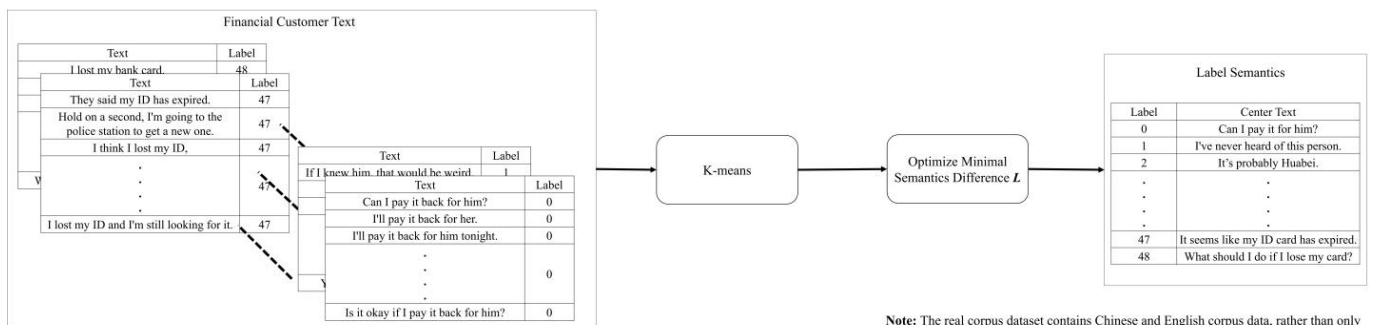 Financial Customer Text
Text Label
I lost my bank card. 48
Text Label
They said my ID has expired. 47
Hold on a second, I'm going to the
police station to get a new one. 47
I think I lost my ID, 47
47
I lost my ID and I'm still looking for it. 47
Text Label
If I knew him, that would be weird. 1
Text Label
Can I pay it back for him? 0
I'll pay it back for her. 0
I'll pay it back for him tonight. 0
0
Is it okay if I pay it back for him? 0
K-means
Optimize Minimal
Semantics Difference L
Label Semantics
Label Center Text
0 Can I pay it for him?
1 I've never heard of this person.
2 It's probably Huabei.
47 It seems like my ID card has expired.
48 What should I do if I lose my card?
Note: The real corpus dataset contains Chinese and English corpus data, rather than only